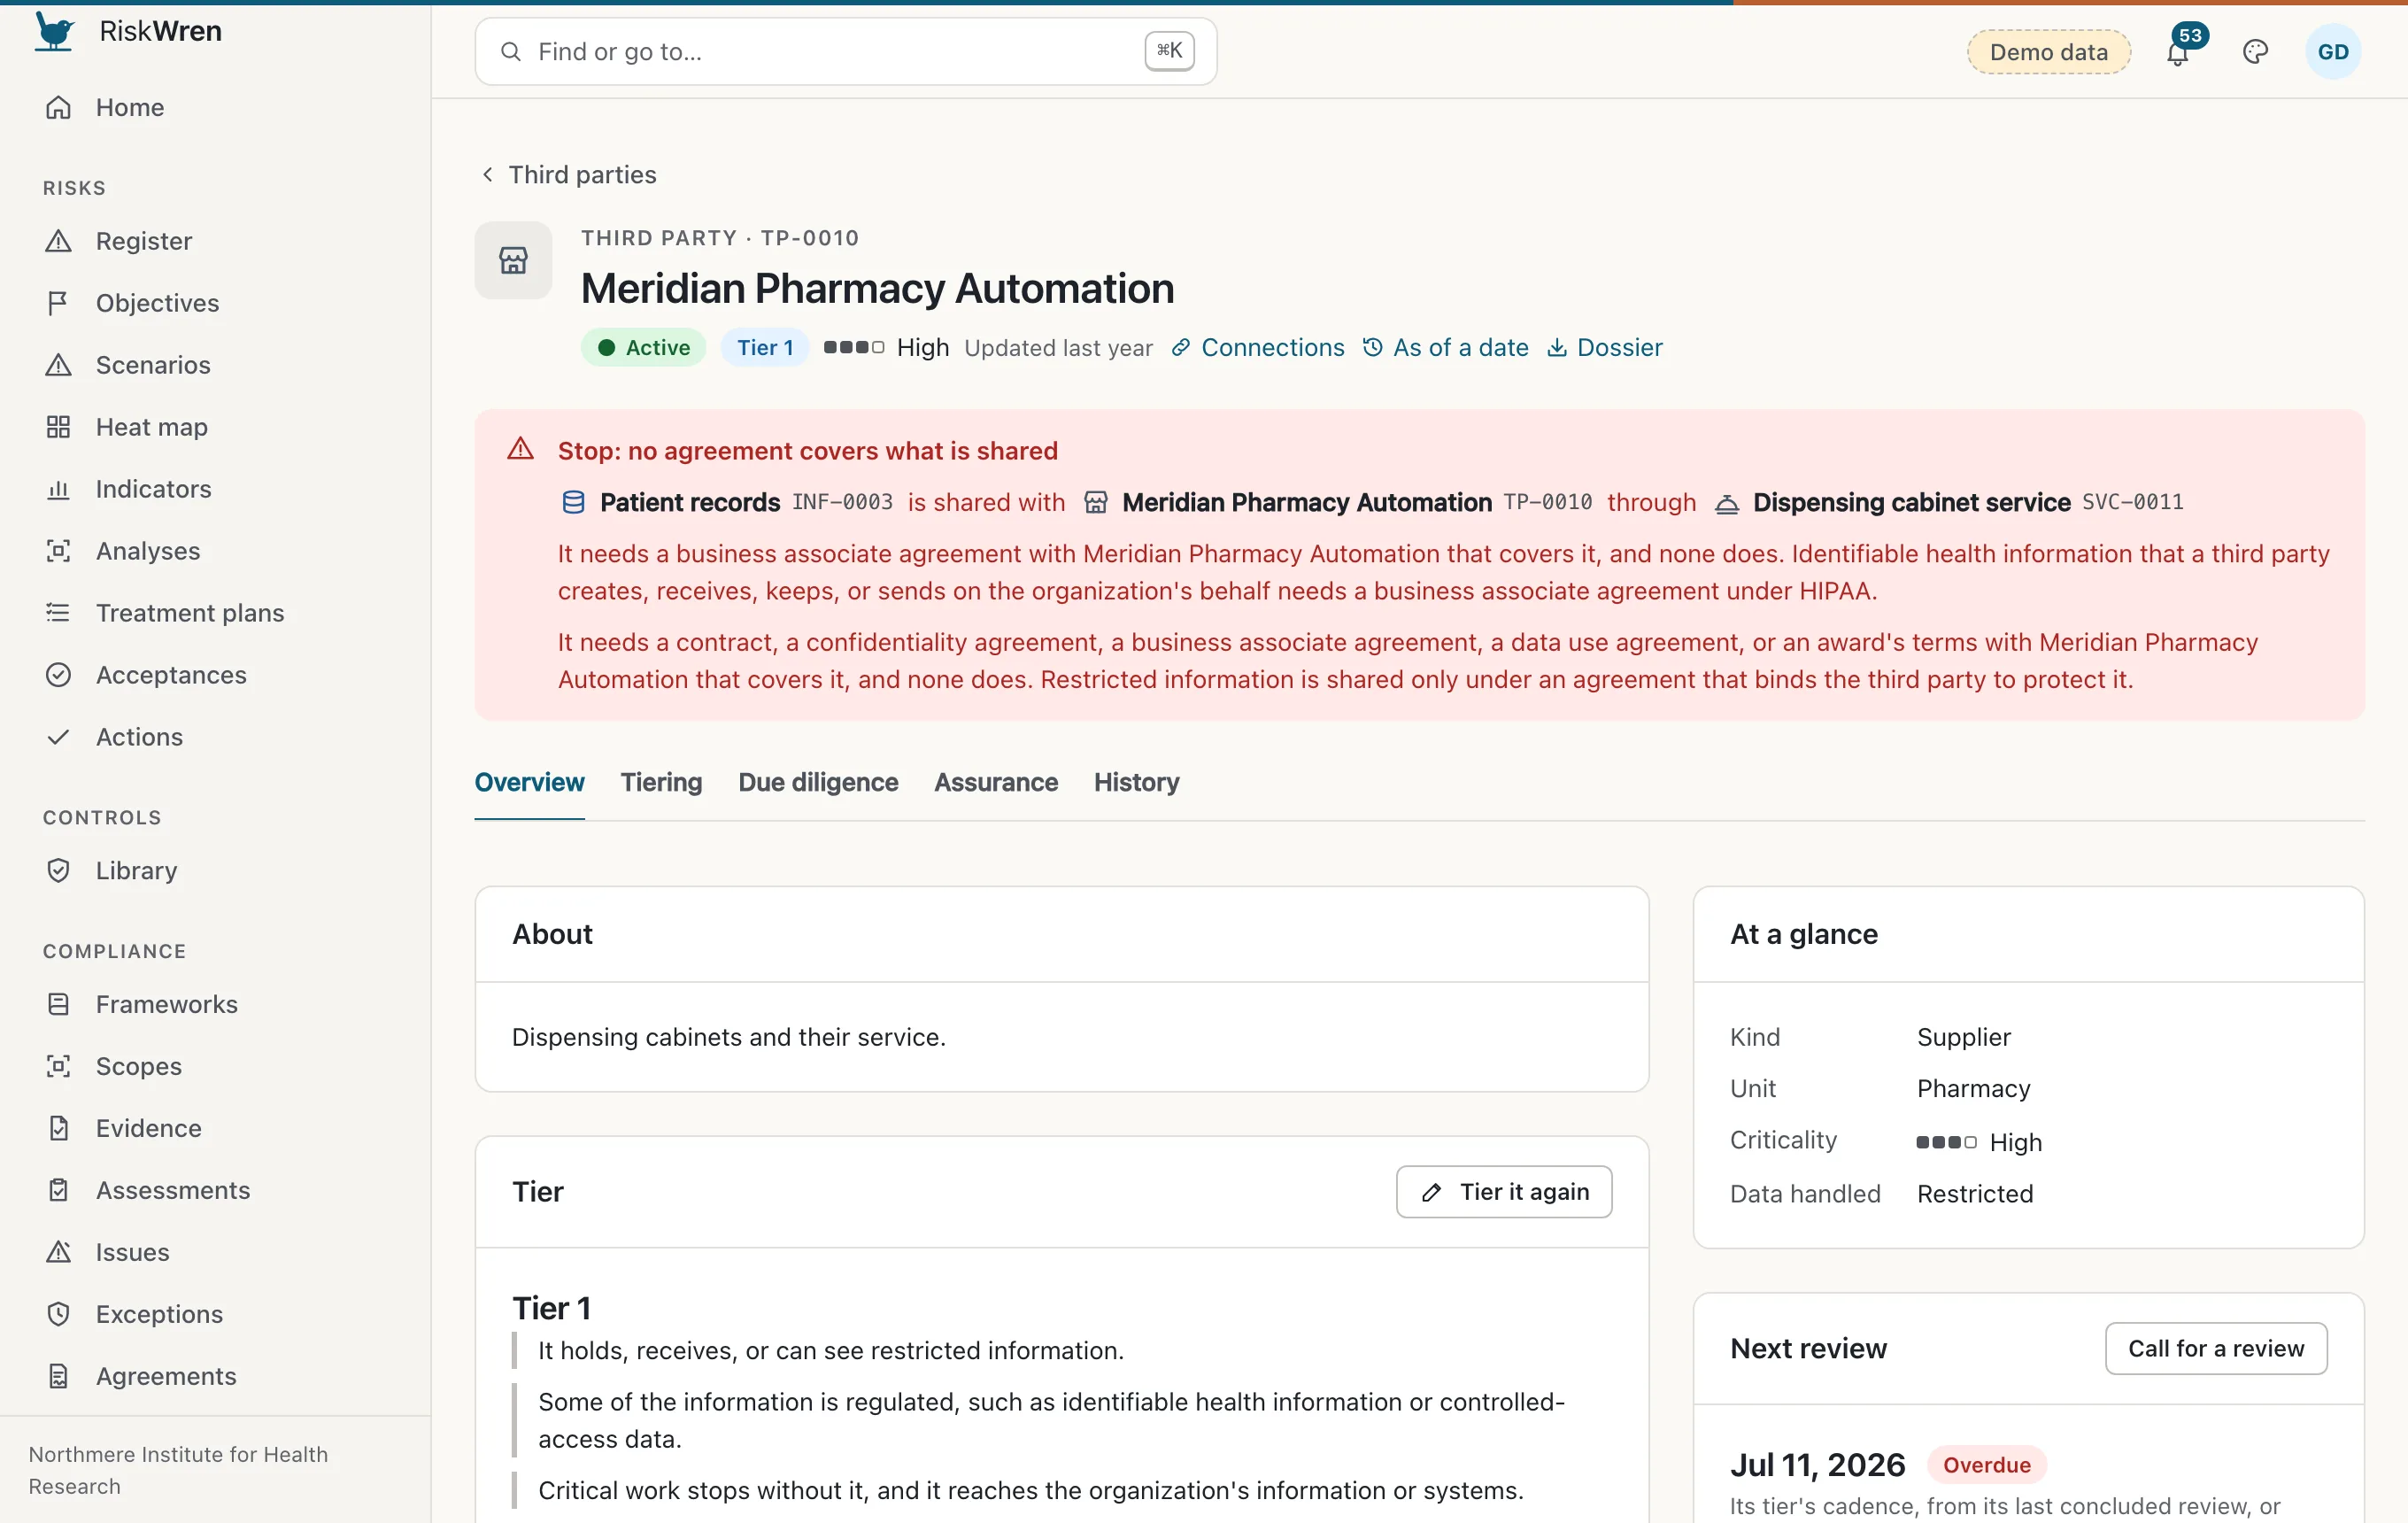 RiskWren
Find or go to...
⌘K
Demo data
53
GD
Home
RISKS
Register
Objectives
Scenarios
Heat map
Indicators
Analyses
Treatment plans
Acceptances
Actions
CONTROLS
Library
COMPLIANCE
Frameworks
Scopes
Evidence
Assessments
Issues
Exceptions
Agreements
Northmere Institute for Health
Research
Third parties
THIRD PARTY · TP-0010
Meridian Pharmacy Automation
Active
Tier 1
High
Updated last year
Connections
As of a date
Dossier
Stop: no agreement covers what is shared
Patient records INF-0003 is shared with Meridian Pharmacy Automation TP-0010 through Dispensing cabinet service SVC-0011
It needs a business associate agreement with Meridian Pharmacy Automation that covers it, and none does. Identifiable health information that a third party
creates, receives, keeps, or sends on the organization's behalf needs a business associate agreement under HIPAA.
It needs a contract, a confidentiality agreement, a business associate agreement, a data use agreement, or an award's terms with Meridian Pharmacy
Automation that covers it, and none does. Restricted information is shared only under an agreement that binds the third party to protect it.
Overview
Tiering
Due diligence
Assurance
History
About
Dispensing cabinets and their service.
Tier
Tier it again
Tier 1
It holds, receives, or can see restricted information.
Some of the information is regulated, such as identifiable health information or controlled-
access data.
Critical work stops without it, and it reaches the organization's information or systems.
At a glance
Kind Supplier
Unit Pharmacy
Criticality High
Data handled Restricted
Next review
Call for a review
Jul 11, 2026
Overdue
Its tier's cadence, from its last concluded review, or